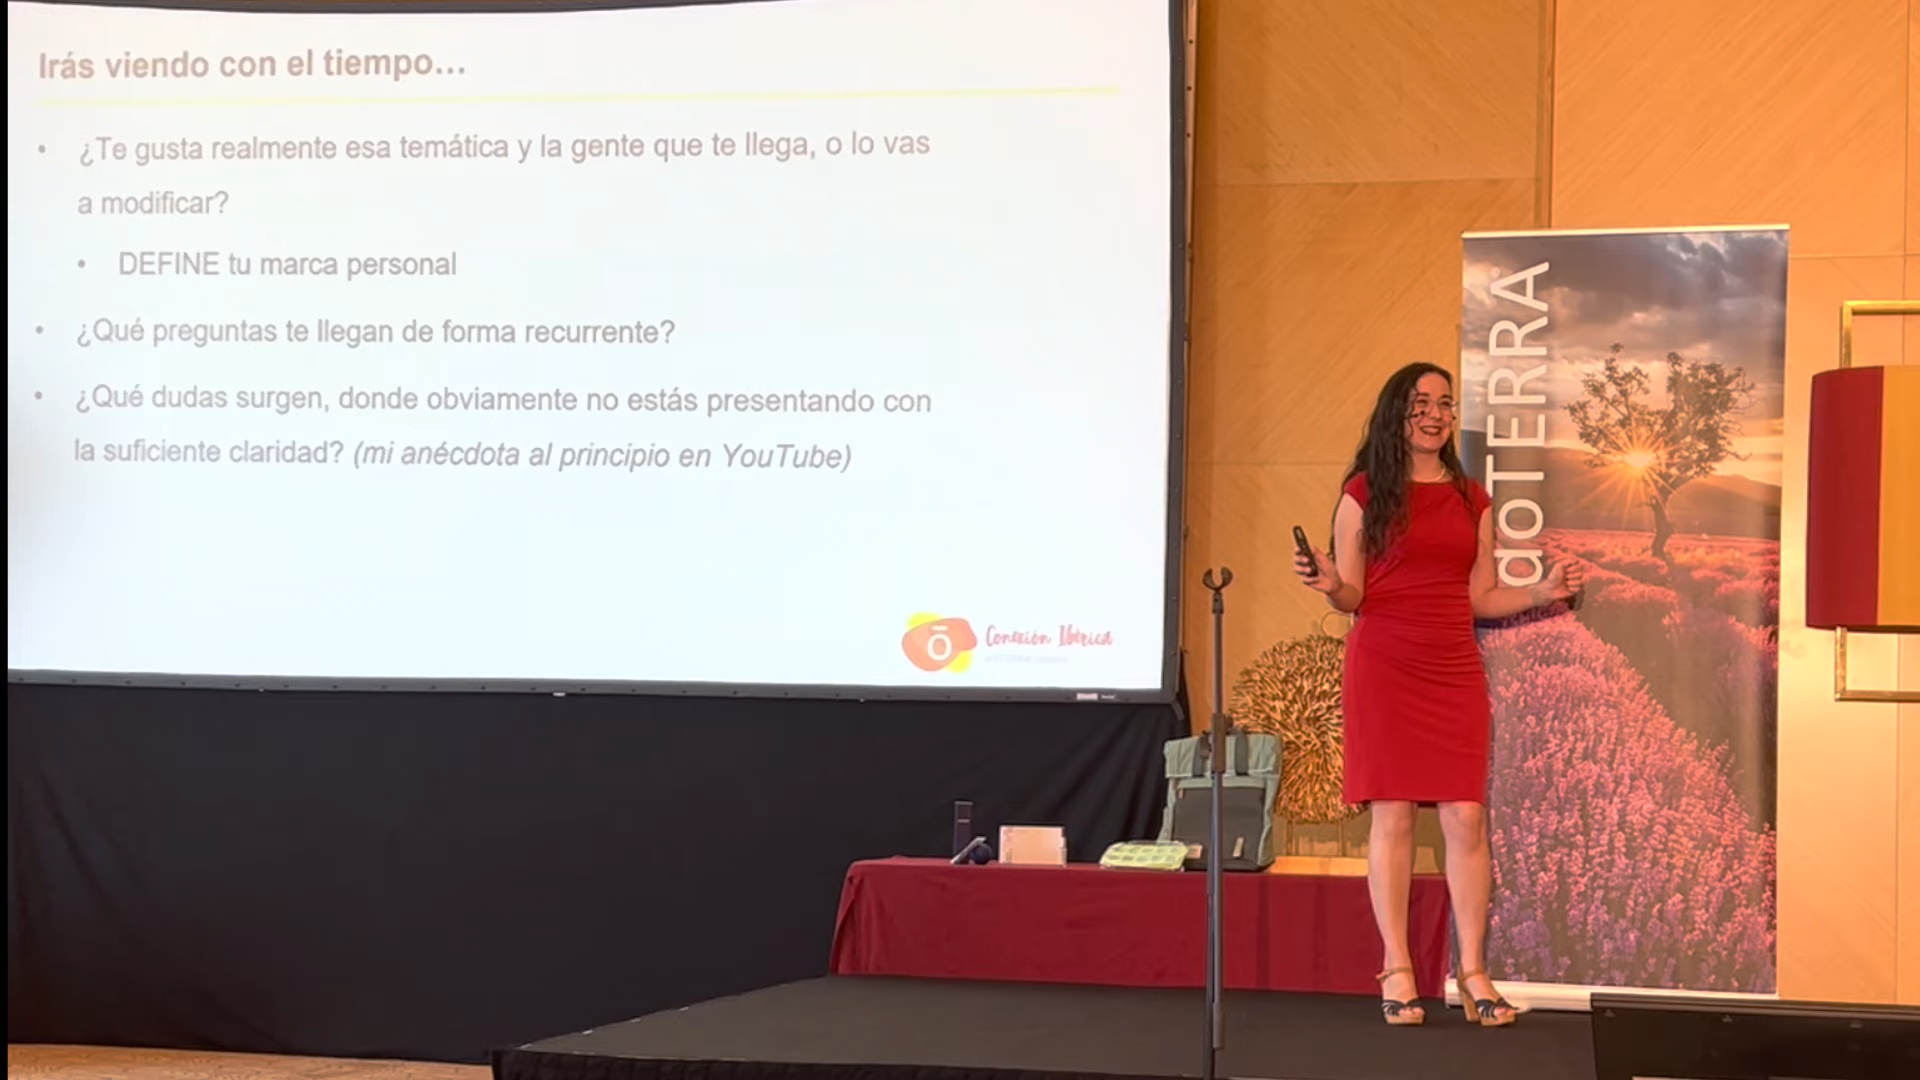 Irás viendo con el tiempo...
• ¿Te gusta realmente esa temática y la gente que te llega, o lo vas
a modificar?
• DEFINE tu marca personal
• ¿Qué preguntas te llegan de forma recurrente?
• ¿Qué dudas surgen, donde obviamente no estás presentando con
la suficiente claridad? (mi anécdota al principio en YouTube)
ō Conexión Ibérica
dōTERRA